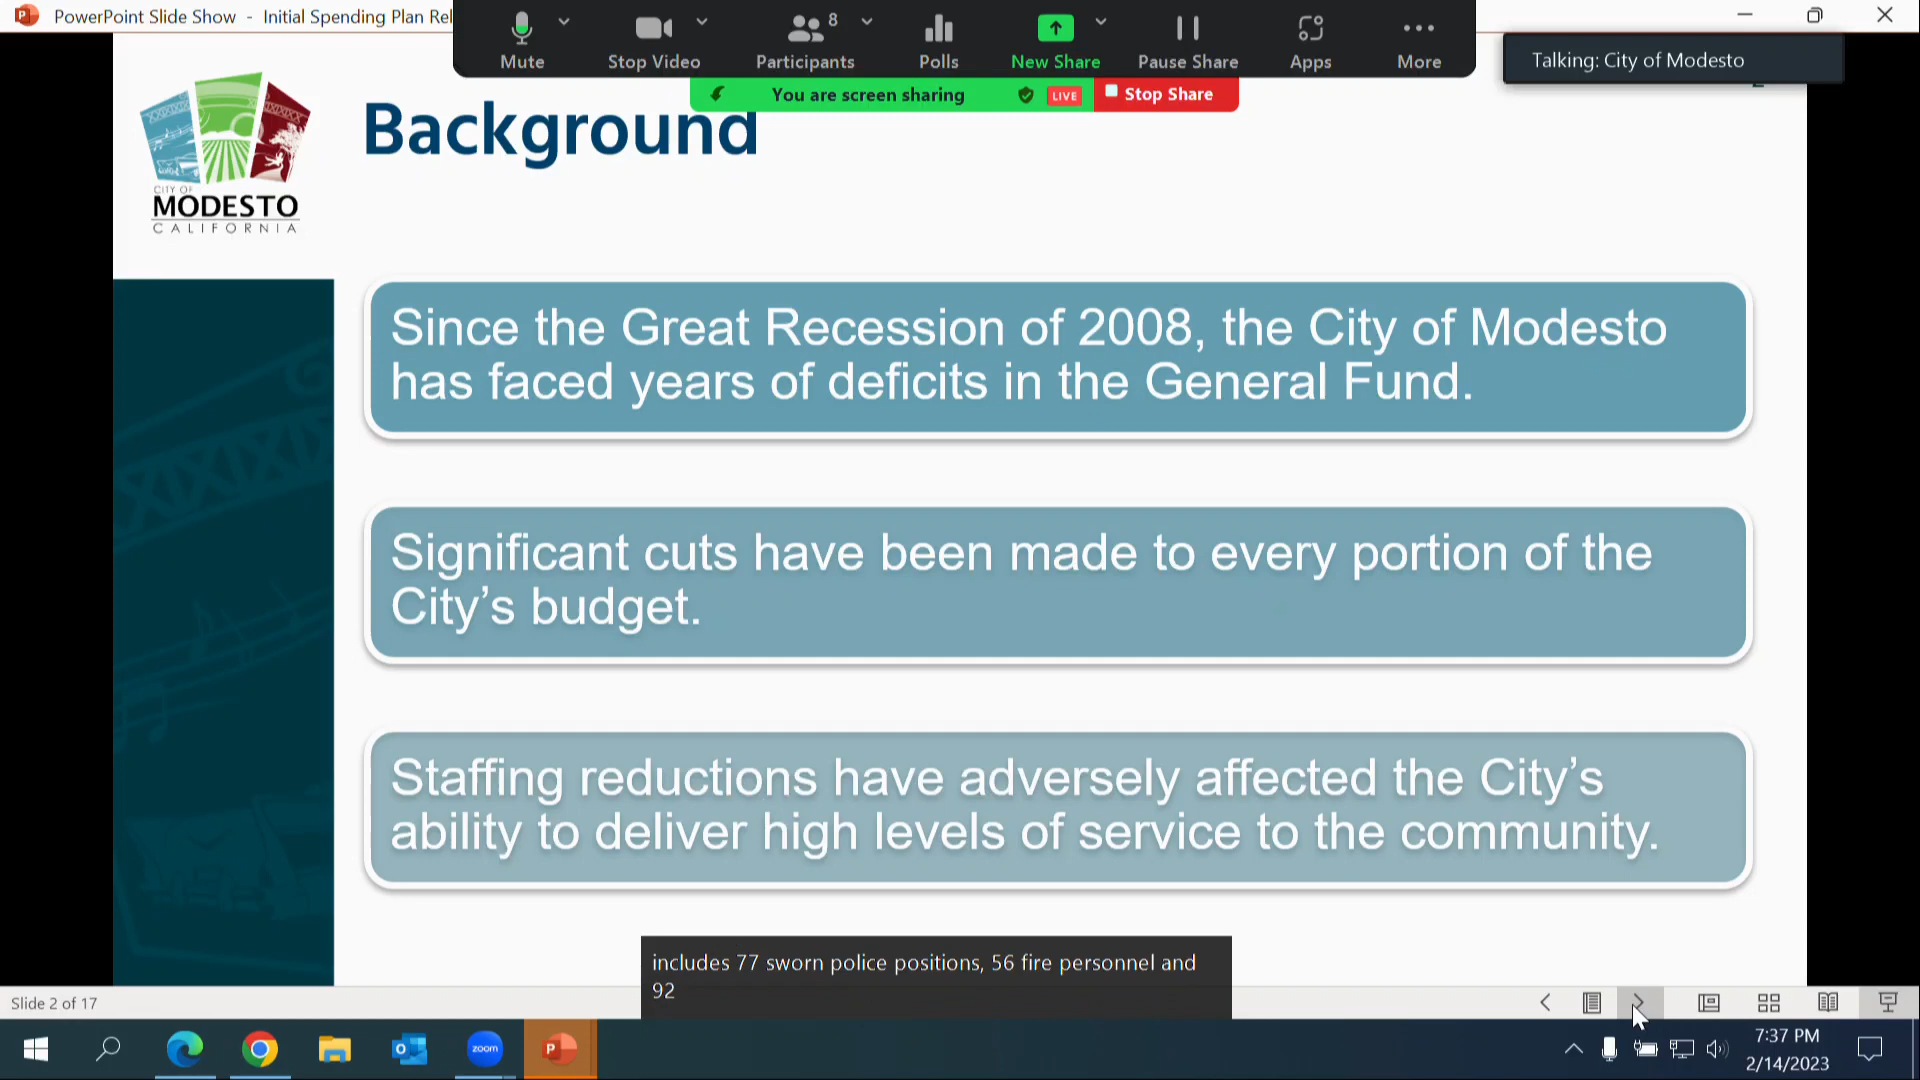 PowerPoint Slide Show - Initial Spending Plan Rel
Mute
Stop Video
8
Participants
Polls
New Share
Pause Share
Apps
More
Talking: City of Modesto
You are screen sharing
LIVE
Stop Share
CITY OF
MODESTO
CALIFORNIA
Background
Since the Great Recession of 2008, the City of Modesto
has faced years of deficits in the General Fund.
Significant cuts have been made to every portion of the
City’s budget.
Staffing reductions have adversely affected the City’s
ability to deliver high levels of service to the community.
includes 77 sworn police positions, 56 fire personnel and
92
Slide 2 of 17
zoom
7:37 PM
2/14/2023